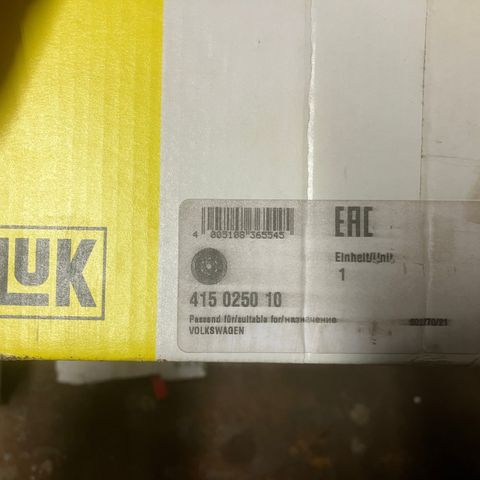 LUK
EAC
4 005108 365545
Einheit/Unit
1
415 0250 10
Passend für/suitable for/назначение
VOLKSWAGEN